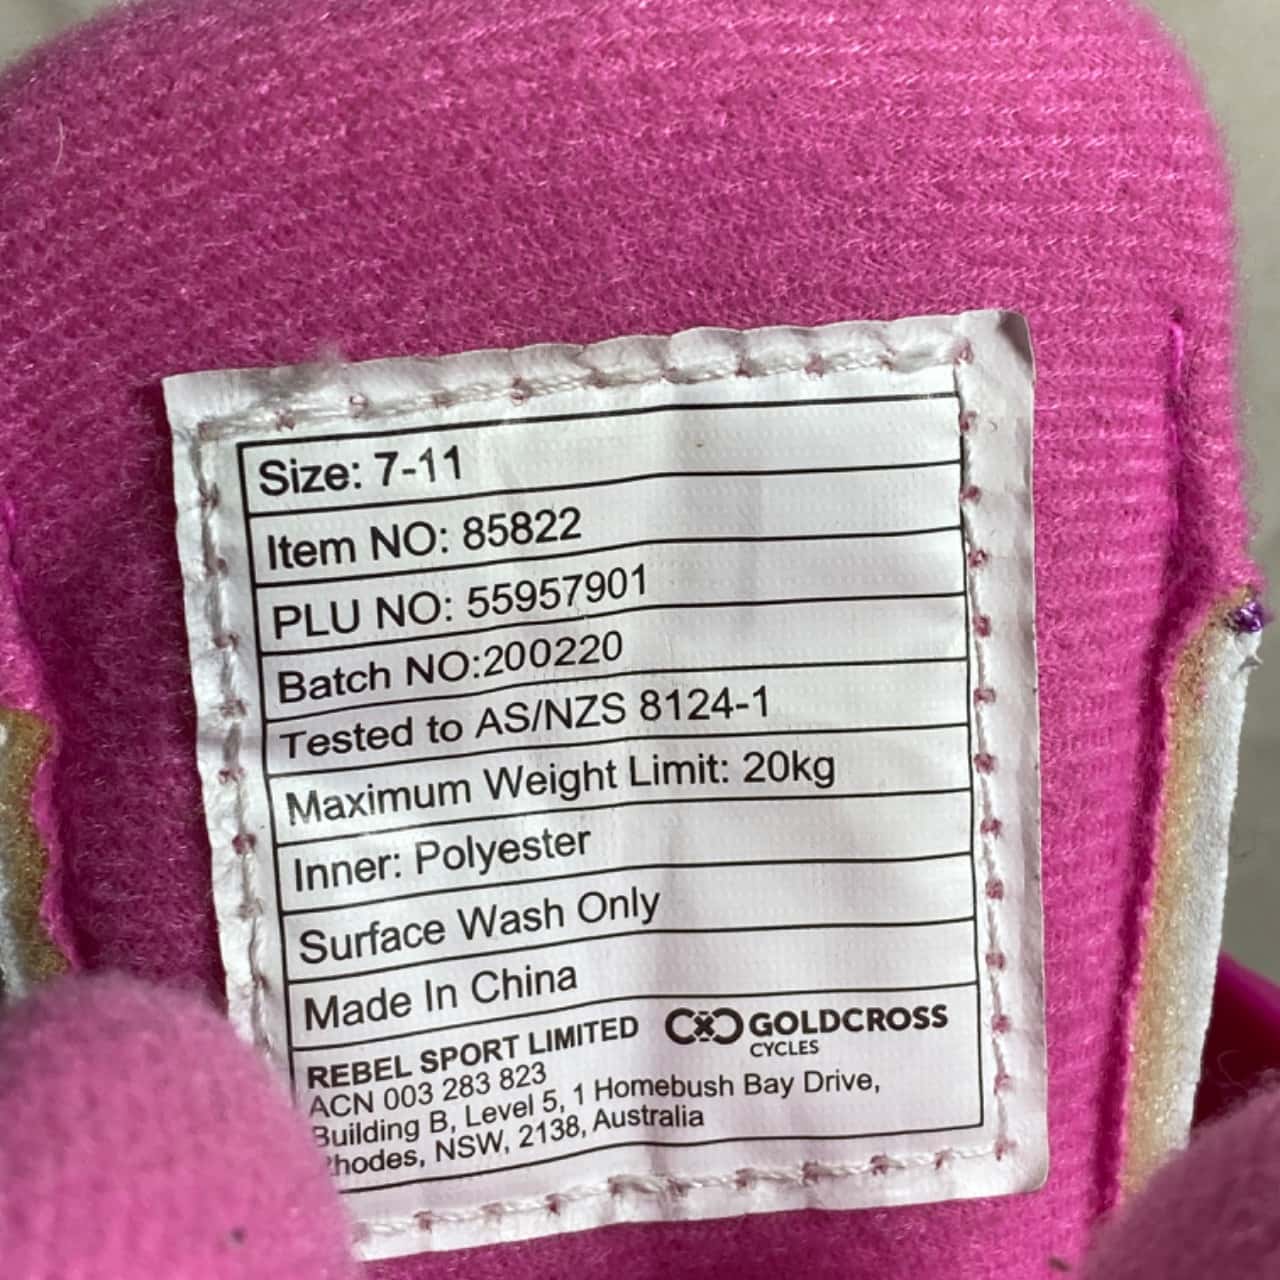 Size: 7-11
Item NO: 85822
PLU NO: 55957901
Batch NO:200220
Tested to AS/NZS 8124-1
Maximum Weight Limit: 20kg
Inner: Polyester
Surface Wash Only
Made In China
REBEL SPORT LIMITED
ACN 003 283 823
GOLDCROSS
CYCLES
Building B, Level 5, 1 Homebush Bay Drive,
Rhodes, NSW, 2138, Australia